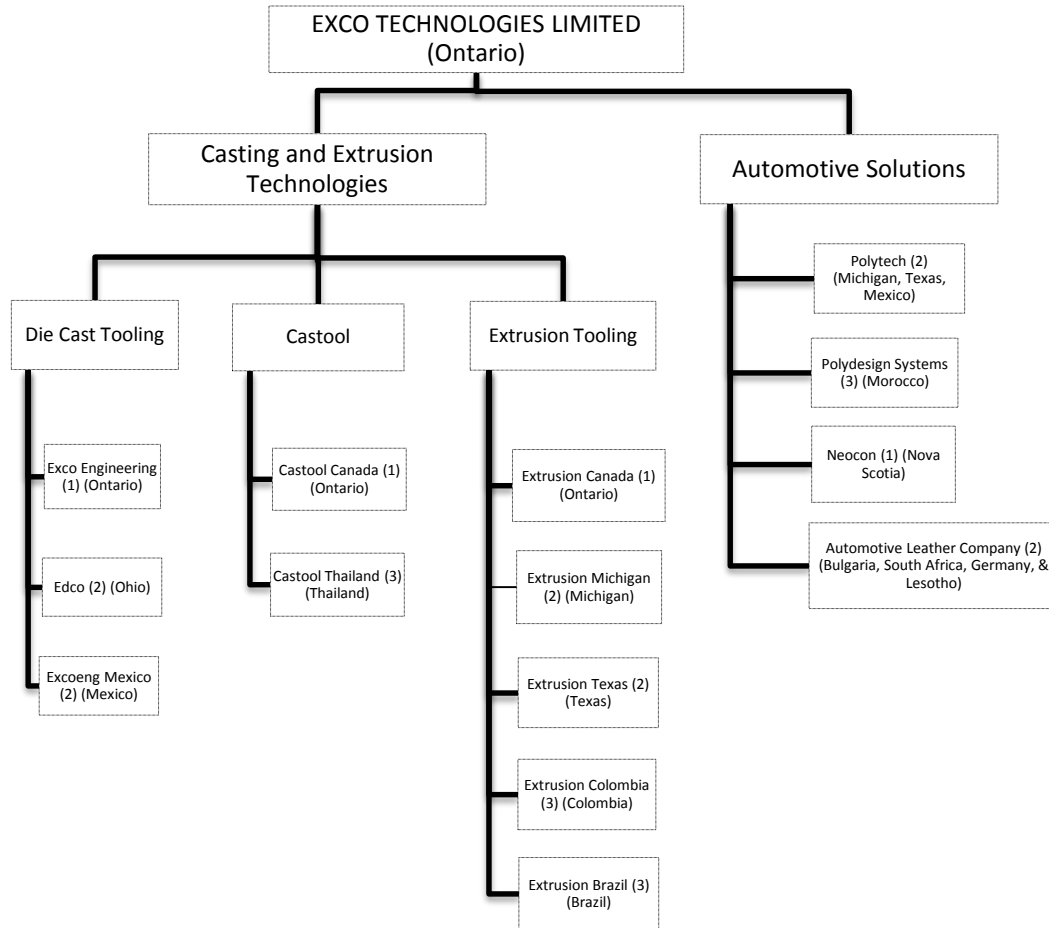 EXCO TECHNOLOGIES LIMITED
(Ontario)
Casting and Extrusion
Technologies
Automotive Solutions
Die Cast Tooling
Castool
Extrusion Tooling
Exco Engineering
(1) (Ontario)
Edco (2) (Ohio)
Excoeng Mexico
(2) (Mexico)
Castool Canada (1)
(Ontario)
Castool Thailand (3)
(Thailand)
Extrusion Canada (1)
(Ontario)
Extrusion Michigan
(2) (Michigan)
Extrusion Texas (2)
(Texas)
Extrusion Colombia
(3) (Colombia)
Extrusion Brazil (3)
(Brazil)
Polytech (2)
(Michigan, Texas,
Mexico)
Polydesign Systems
(3) (Morocco)
Neocon (1) (Nova
Scotia)
Automotive Leather Company (2)
(Bulgaria, South Africa, Germany, &
Lesotho)